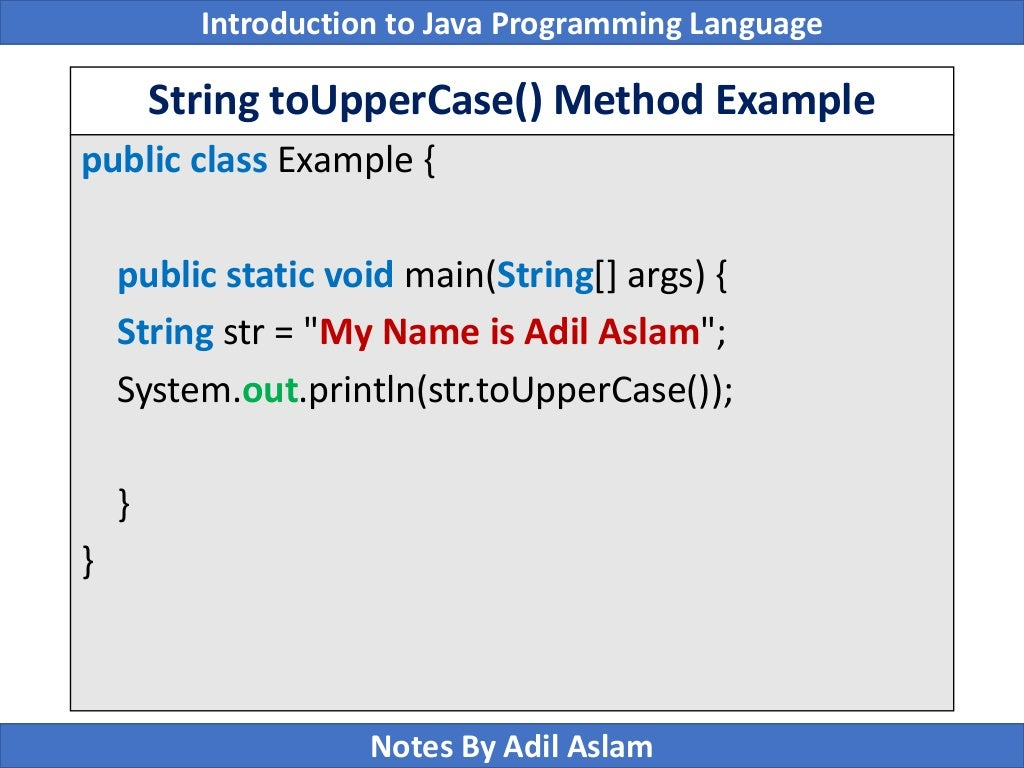 Introduction to Java Programming Language
String toUpperCase() Method Example
public class Example {
public static void main(String[] args) {
String str = "My Name is Adil Aslam";
System.out.println(str.toUpperCase());
}
}
Notes By Adil Aslam